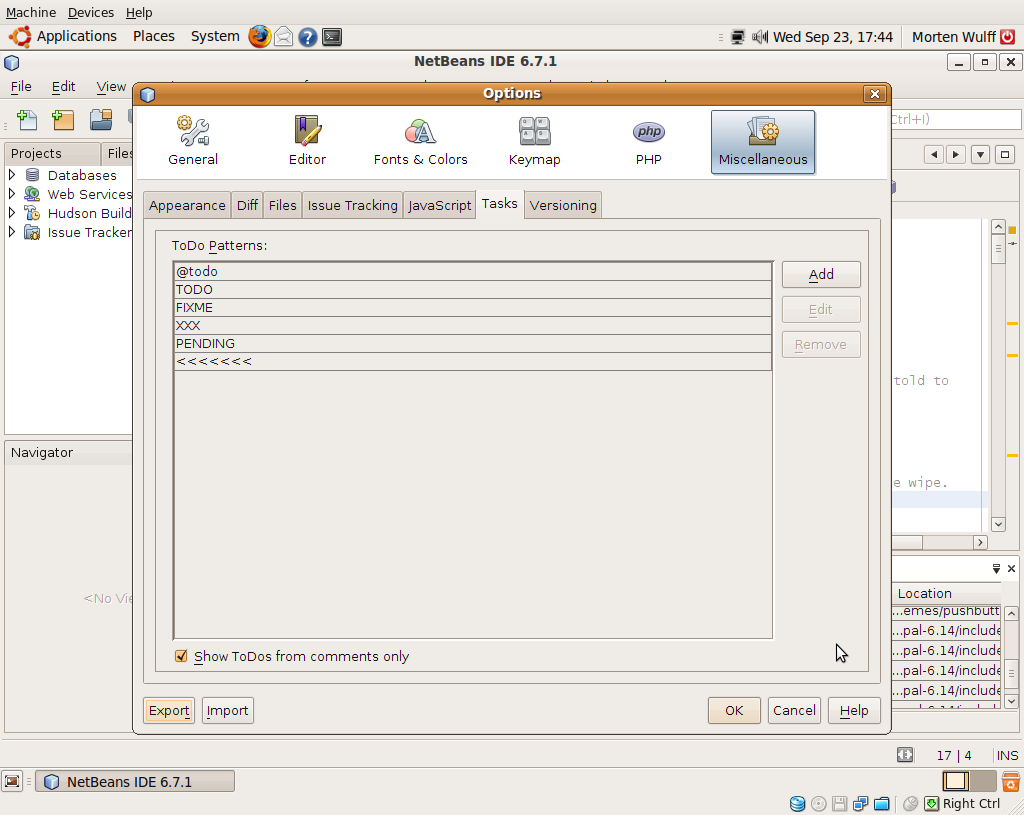 Machine Devices Help
Applications Places System Wed Sep 23, 17:44 Morten Wulff
NetBeans IDE 6.7.1
File Edit View
Options
Ctrl+I)
General Editor Fonts & Colors Keymap PHP Miscellaneous
Projects Files
Databases
Web Services
Hudson Build
Issue Tracker
Appearance Diff Files Issue Tracking JavaScript Tasks Versioning
ToDo Patterns:
@todo
TODO
FIXME
XXX
PENDING
<<<<<<<
Add
Edit
Remove
told to
e wipe.
Navigator
<No Vie
Location
...emes/pushbutt
...pal-6.14/include
...pal-6.14/include
...pal-6.14/include
...pal-6.14/include
Show ToDos from comments only
Export Import OK Cancel Help
17 | 4 INS
NetBeans IDE 6.7.1
Right Ctrl